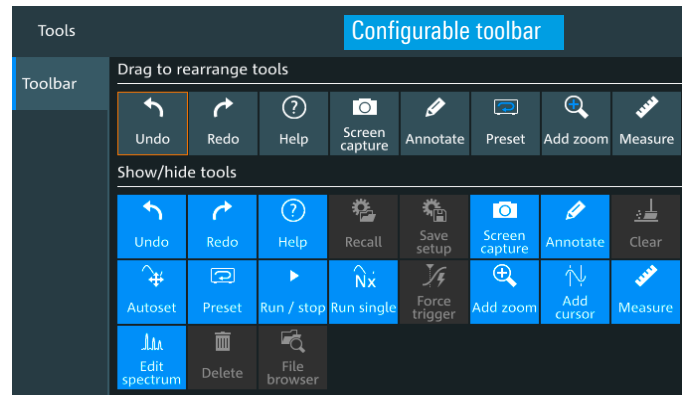 Tools
Configurable toolbar
Toolbar
Drag to rearrange tools
Undo
Redo
?
Help
Screen
capture
Annotate
Preset
Add zoom
Measure
Show/hide tools
Undo
Redo
?
Help
Recall
Save
setup
Screen
capture
Annotate
Clear
Autoset
Preset
Run / stop
Nx
Run single
Force
trigger
Add zoom
Add
cursor
Measure
Edit
spectrum
Delete
File
browser